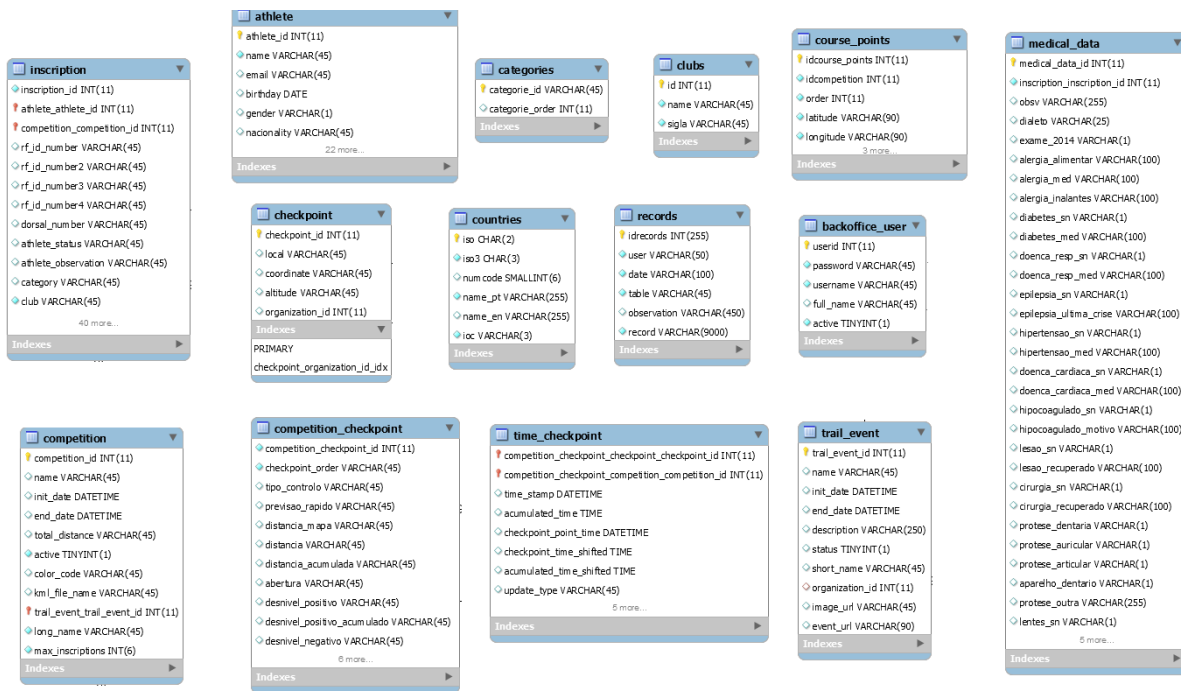 athlete
athlete_id INT(11)
name VARCHAR(45)
email VARCHAR(45)
birthday DATE
gender VARCHAR(1)
nacionality VARCHAR(45)
22 more...
Indexes
inscription
inscription_id INT(11)
athlete_athlete_id INT(11)
competition_competition_id INT(11)
rf_id_number VARCHAR(45)
rf_id_number2 VARCHAR(45)
rf_id_number3 VARCHAR(45)
rf_id_number4 VARCHAR(45)
dorsal_number VARCHAR(45)
athlete_status VARCHAR(45)
athlete_observation VARCHAR(45)
category VARCHAR(45)
club VARCHAR(45)
40 more...
Indexes
categories
categorie_id VARCHAR(45)
categorie_order INT(11)
Indexes
clubs
id INT(11)
name VARCHAR(45)
sigla VARCHAR(45)
Indexes
course_points
idcourse_points INT(11)
idcompetition INT(11)
order INT(11)
latitude VARCHAR(90)
longitude VARCHAR(90)
3 more...
Indexes
medical_data
medical_data_id INT(11)
inscription_inscription_id INT(11)
obsv VARCHAR(255)
dialeto VARCHAR(25)
exame_2014 VARCHAR(1)
alergia_alimentar VARCHAR(100)
alergia_med VARCHAR(100)
alergia_inalantes VARCHAR(100)
diabetes_sn VARCHAR(1)
diabetes_med VARCHAR(100)
doenca_resp_sn VARCHAR(1)
doenca_resp_med VARCHAR(100)
epilepsia_sn VARCHAR(1)
epilepsia_ultima_crise VARCHAR(100)
hipertensao_sn VARCHAR(1)
hipertensao_med VARCHAR(100)
doenca_cardiaca_sn VARCHAR(1)
doenca_cardiaca_med VARCHAR(100)
hipocoagulado_sn VARCHAR(1)
hipocoagulado_motivo VARCHAR(100)
lesao_sn VARCHAR(1)
lesao_recuperado VARCHAR(100)
cirurgia_sn VARCHAR(1)
cirurgia_recuperado VARCHAR(100)
protese_dentaria VARCHAR(1)
protese_auricular VARCHAR(1)
protese_articular VARCHAR(1)
aparelho_dentario VARCHAR(1)
protese_outra VARCHAR(255)
lentes_sn VARCHAR(1)
5 more...
Indexes
checkpoint
checkpoint_id INT(11)
local VARCHAR(45)
coordinate VARCHAR(45)
altitude VARCHAR(45)
organization_id INT(11)
Indexes
PRIMARY
checkpoint_organization_id_idx
countries
iso CHAR(2)
iso3 CHAR(3)
numcode SMALLINT(6)
name_pt VARCHAR(255)
name_en VARCHAR(255)
ioc VARCHAR(3)
Indexes
records
idrecords INT(255)
user VARCHAR(50)
date VARCHAR(100)
table VARCHAR(45)
observation VARCHAR(450)
record VARCHAR(9000)
Indexes
backoffice_user
userid INT(11)
password VARCHAR(45)
username VARCHAR(45)
full_name VARCHAR(45)
active TINYINT(1)
Indexes
competition
competition_id INT(11)
name VARCHAR(45)
init_date DATETIME
end_date DATETIME
total_distance VARCHAR(45)
active TINYINT(1)
color_code VARCHAR(45)
kml_file_name VARCHAR(45)
trail_event_trail_event_id INT(11)
long_name VARCHAR(45)
max_inscriptions INT(6)
Indexes
competition_checkpoint
competition_checkpoint_id INT(11)
checkpoint_order VARCHAR(45)
tipo_controlo VARCHAR(45)
previsao_rapido VARCHAR(45)
distancia_mapa VARCHAR(45)
distancia VARCHAR(45)
distancia_acumulada VARCHAR(45)
abertura VARCHAR(45)
desnivel_positivo VARCHAR(45)
desnivel_positivo_acumulado VARCHAR(45)
desnivel_negativo VARCHAR(45)
6 more...
Indexes
time_checkpoint
competition_checkpoint_checkpoint_checkpoint_id INT(11)
competition_checkpoint_competition_competition_id INT(11)
time_stamp DATETIME
acumulated_time TIME
checkpoint_point_time DATETIME
checkpoint_time_shifted TIME
acumulated_time_shifted TIME
update_type VARCHAR(45)
5 more...
Indexes
trail_event
trail_event_id INT(11)
name VARCHAR(45)
init_date DATETIME
end_date DATETIME
description VARCHAR(250)
status TINYINT(1)
short_name VARCHAR(45)
organization_id INT(11)
image_url VARCHAR(45)
event_url VARCHAR(90)
Indexes